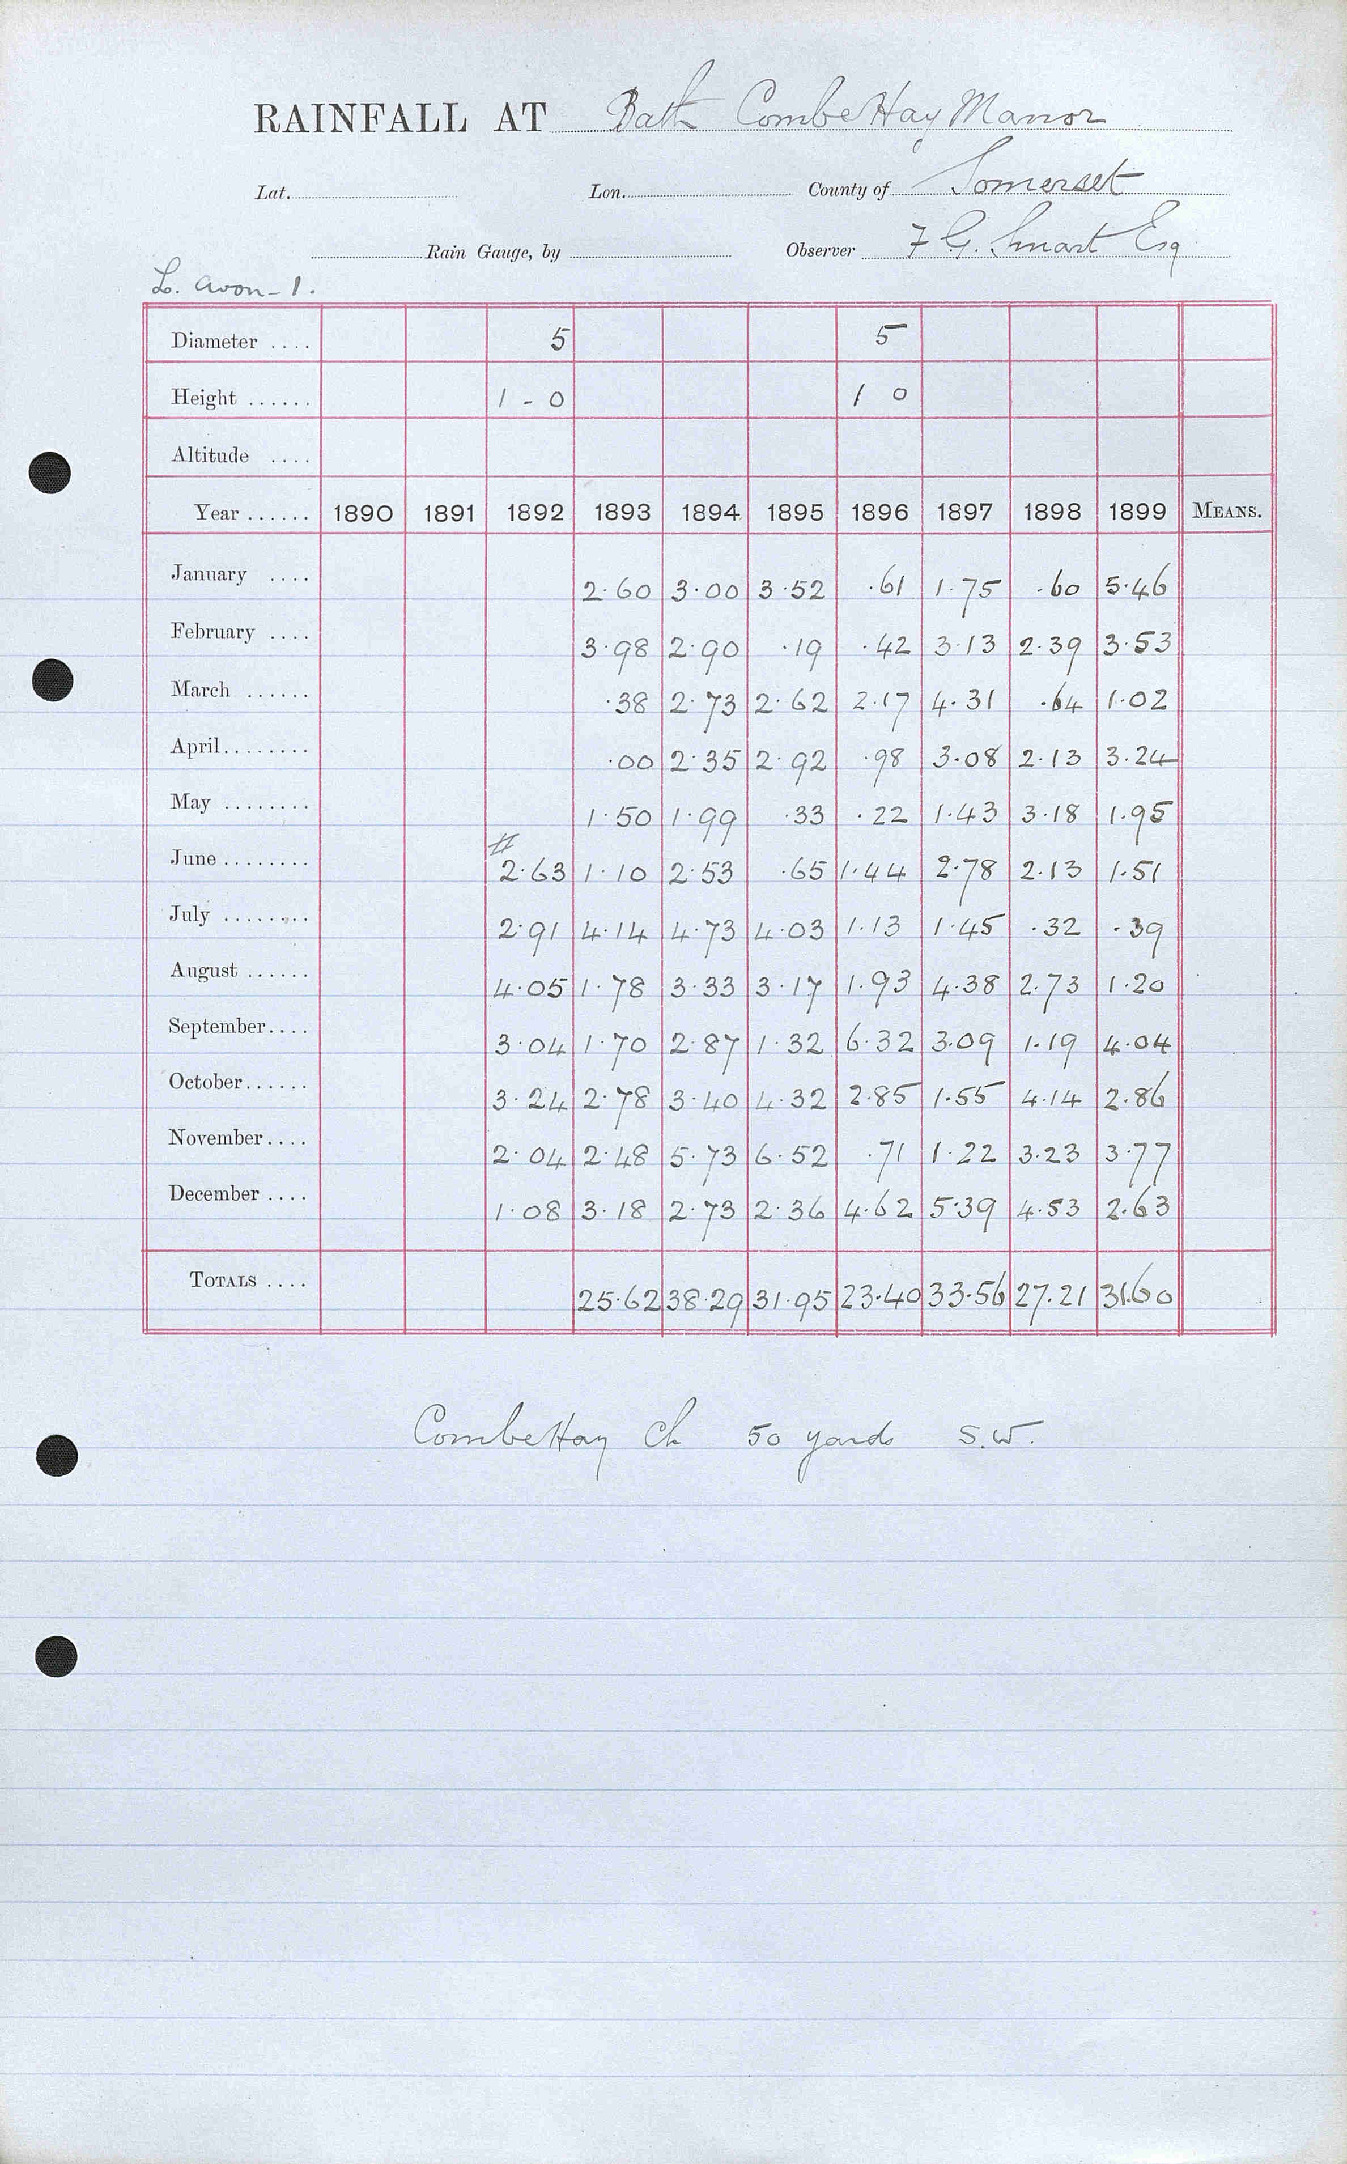 RAINFALL AT Bath Combe Hay Manor
Lat. Lon. County of Somerset
Rain Gauge, by Observer F G. Smart Esq
L. Avon - 1.
Diameter .... 5 5
Height ...... 1 - 0 1 0
Altitude ....
Year ...... 1890 1891 1892 1893 1894 1895 1896 1897 1898 1899 MEANS.
January .... 2.60 3.00 3.52 .61 1.75 .60 5.46
February .... 3.98 2.90 .19 .42 3.13 2.39 3.53
March ...... .38 2.73 2.62 2.17 4.31 .64 1.02
April ........ .00 2.35 2.92 .98 3.08 2.13 3.24
May ........ 1.50 1.99 .33 .22 1.43 3.18 1.95
June ........ # 2.63 1.10 2.53 .65 1.44 2.78 2.13 1.51
July ........ 2.91 4.14 4.73 4.03 1.13 1.45 .32 .39
August ...... 4.05 1.78 3.33 3.17 1.93 4.38 2.73 1.20
September.... 3.04 1.70 2.87 1.32 6.32 3.09 1.19 4.04
October...... 3.24 2.78 3.40 4.32 2.85 1.55 4.14 2.86
November.... 2.04 2.48 5.73 6.52 .71 1.22 3.23 3.77
December .... 1.08 3.18 2.73 2.36 4.62 5.39 4.53 2.63
TOTALS .... 25.62 38.29 31.95 23.40 33.56 27.21 31.60
Combe Hay Ch 50 yards S.W.